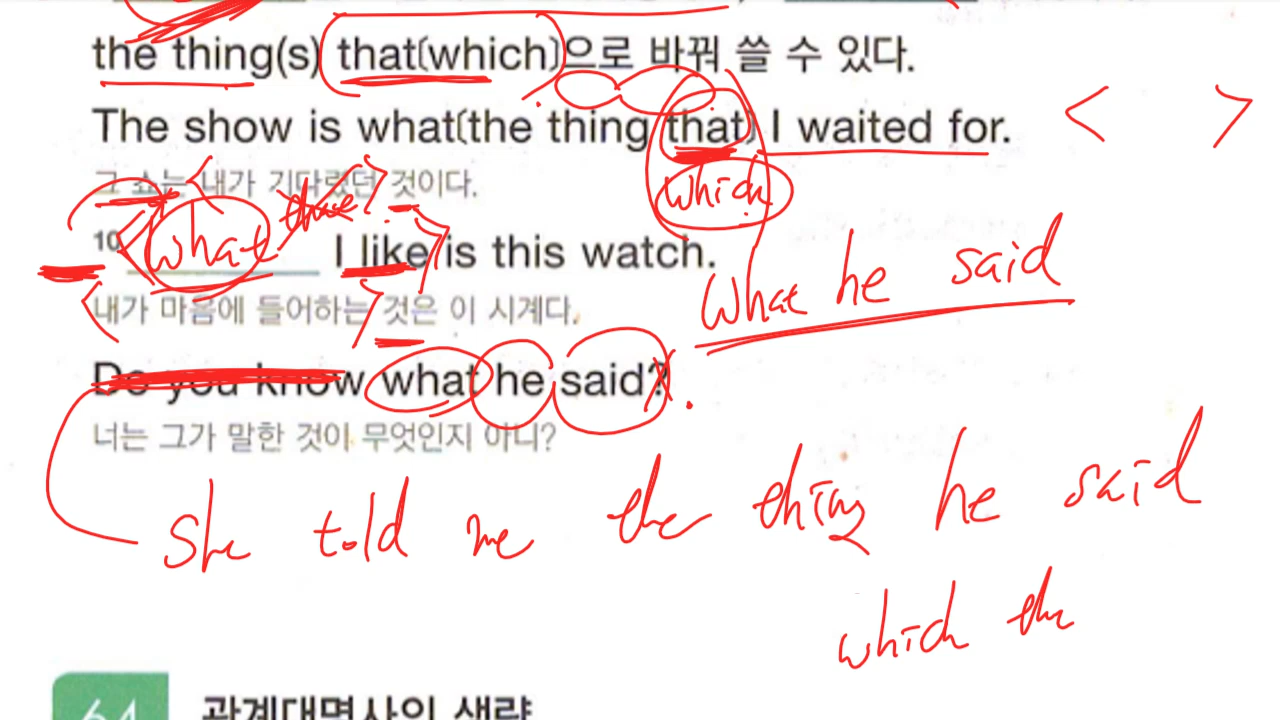 the thing(s) that(which)으로 바꿔 쓸 수 있다.
The show is what(the thing that) I waited for.
which
그 쇼는 내가 기다렸던 것이다.
10 what I like is this watch.
what he said
내가 마음에 들어하는 것은 이 시계다.
Do you know what he said?.
너는 그가 말한 것이 무엇인지 아니?
She told me the thing he said
which the
64 관계대명사의 생략